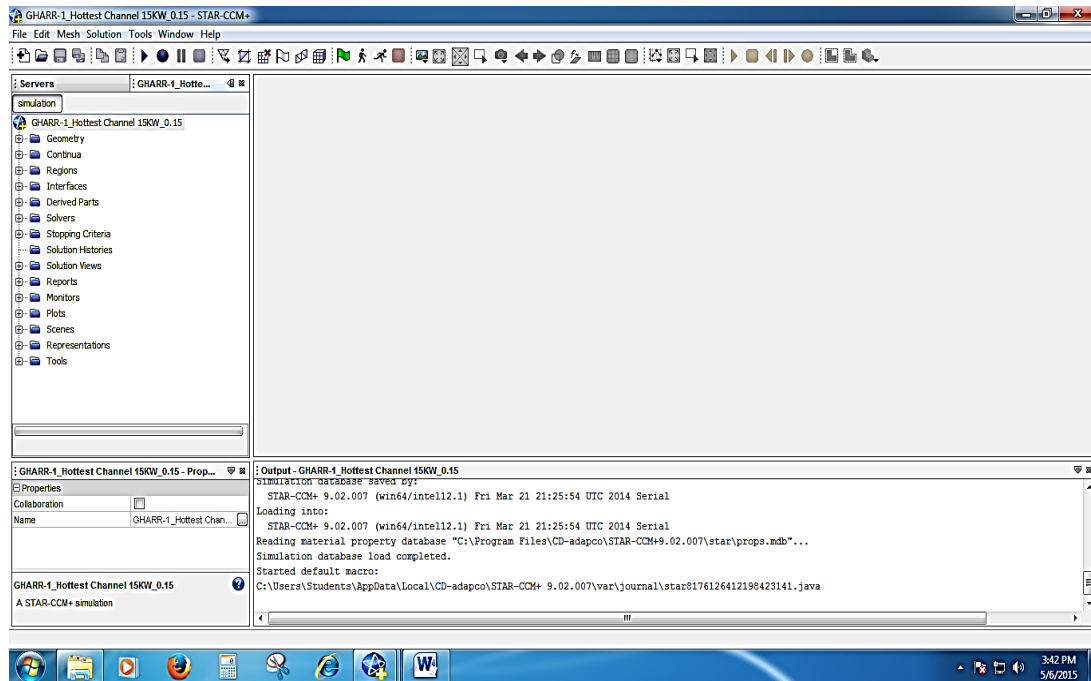 GHARR-1_Hottest Channel 15KW_0.15 - STAR-CCM+
File Edit Mesh Solution Tools Window Help
Servers
GHARR-1_Hotte...
simulation
GHARR-1_Hottest Channel 15KW_0.15
Geometry
Continua
Regions
Interfaces
Derived Parts
Solvers
Stopping Criteria
Solution Histories
Solution Views
Reports
Monitors
Plots
Scenes
Representations
Tools
GHARR-1_Hottest Channel 15KW_0.15 - Prop...
Properties
Collaboration
Name GHARR-1_Hottest Chan... ...
GHARR-1_Hottest Channel 15KW_0.15
A STAR-CCM+ simulation
Output - GHARR-1_Hottest Channel 15KW_0.15
Simulation database saved by:
STAR-CCM+ 9.02.007 (win64/intel12.1) Fri Mar 21 21:25:54 UTC 2014 Serial
Loading into:
STAR-CCM+ 9.02.007 (win64/intel12.1) Fri Mar 21 21:25:54 UTC 2014 Serial
Reading material property database "C:\Program Files\CD-adapco\STAR-CCM+9.02.007\star\props.mdb"...
Simulation database load completed.
Started default macro:
C:\Users\Students\AppData\Local\CD-adapco\STAR-CCM+ 9.02.007\var\journal\star8176126412198423141.java
3:42 PM
5/6/2015